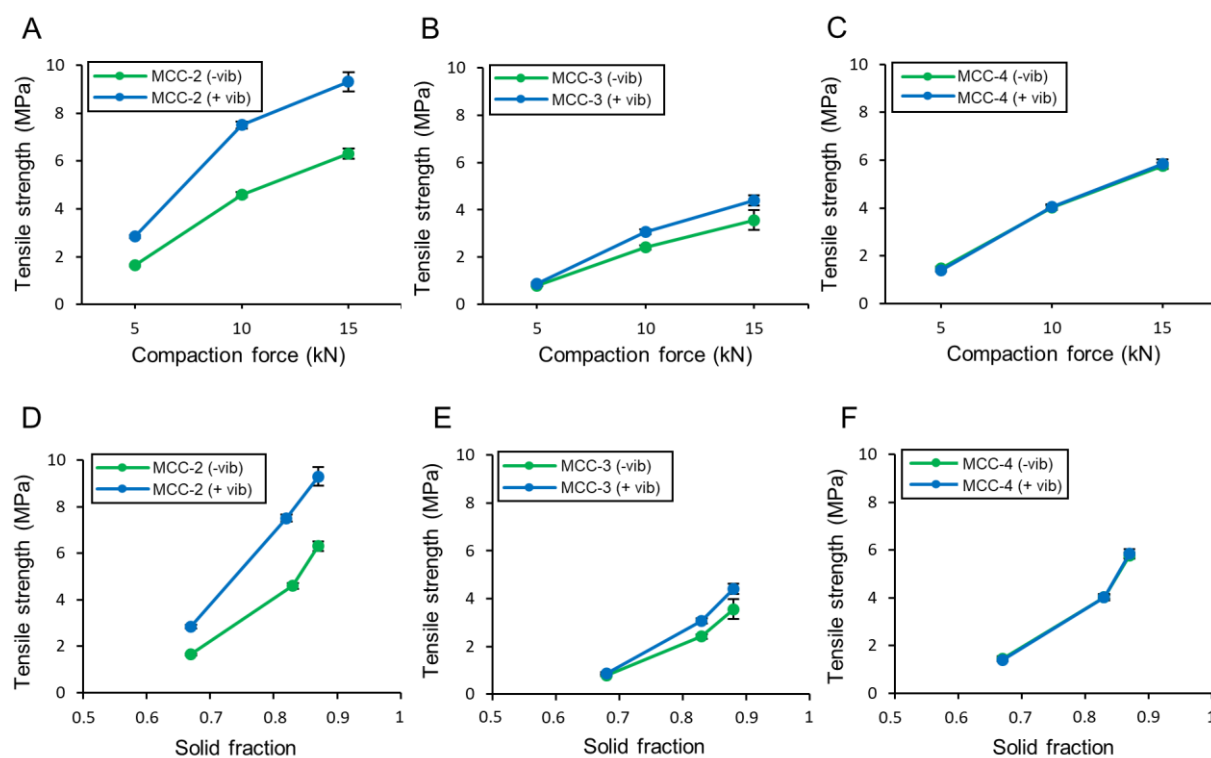 A
MCC-2 (-vib)
MCC-2 (+ vib)
Tensile strength (MPa)
10
8
6
4
2
0
5
10
15
Compaction force (kN)
B
MCC-3 (-vib)
MCC-3 (+ vib)
Tensile strength (MPa)
10
8
6
4
2
0
5
10
15
Compaction force (kN)
C
MCC-4 (-vib)
MCC-4 (+ vib)
Tensile strength (MPa)
10
8
6
4
2
0
5
10
15
Compaction force (kN)
D
MCC-2 (-vib)
MCC-2 (+ vib)
Tensile strength (MPa)
10
8
6
4
2
0
0.5
0.6
0.7
0.8
0.9
1
Solid fraction
E
MCC-3 (-vib)
MCC-3 (+ vib)
Tensile strength (MPa)
10
8
6
4
2
0
0.5
0.6
0.7
0.8
0.9
1
Solid fraction
F
MCC-4 (-vib)
MCC-4 (+ vib)
Tensile strength (MPa)
10
8
6
4
2
0
0.5
0.6
0.7
0.8
0.9
1
Solid fraction